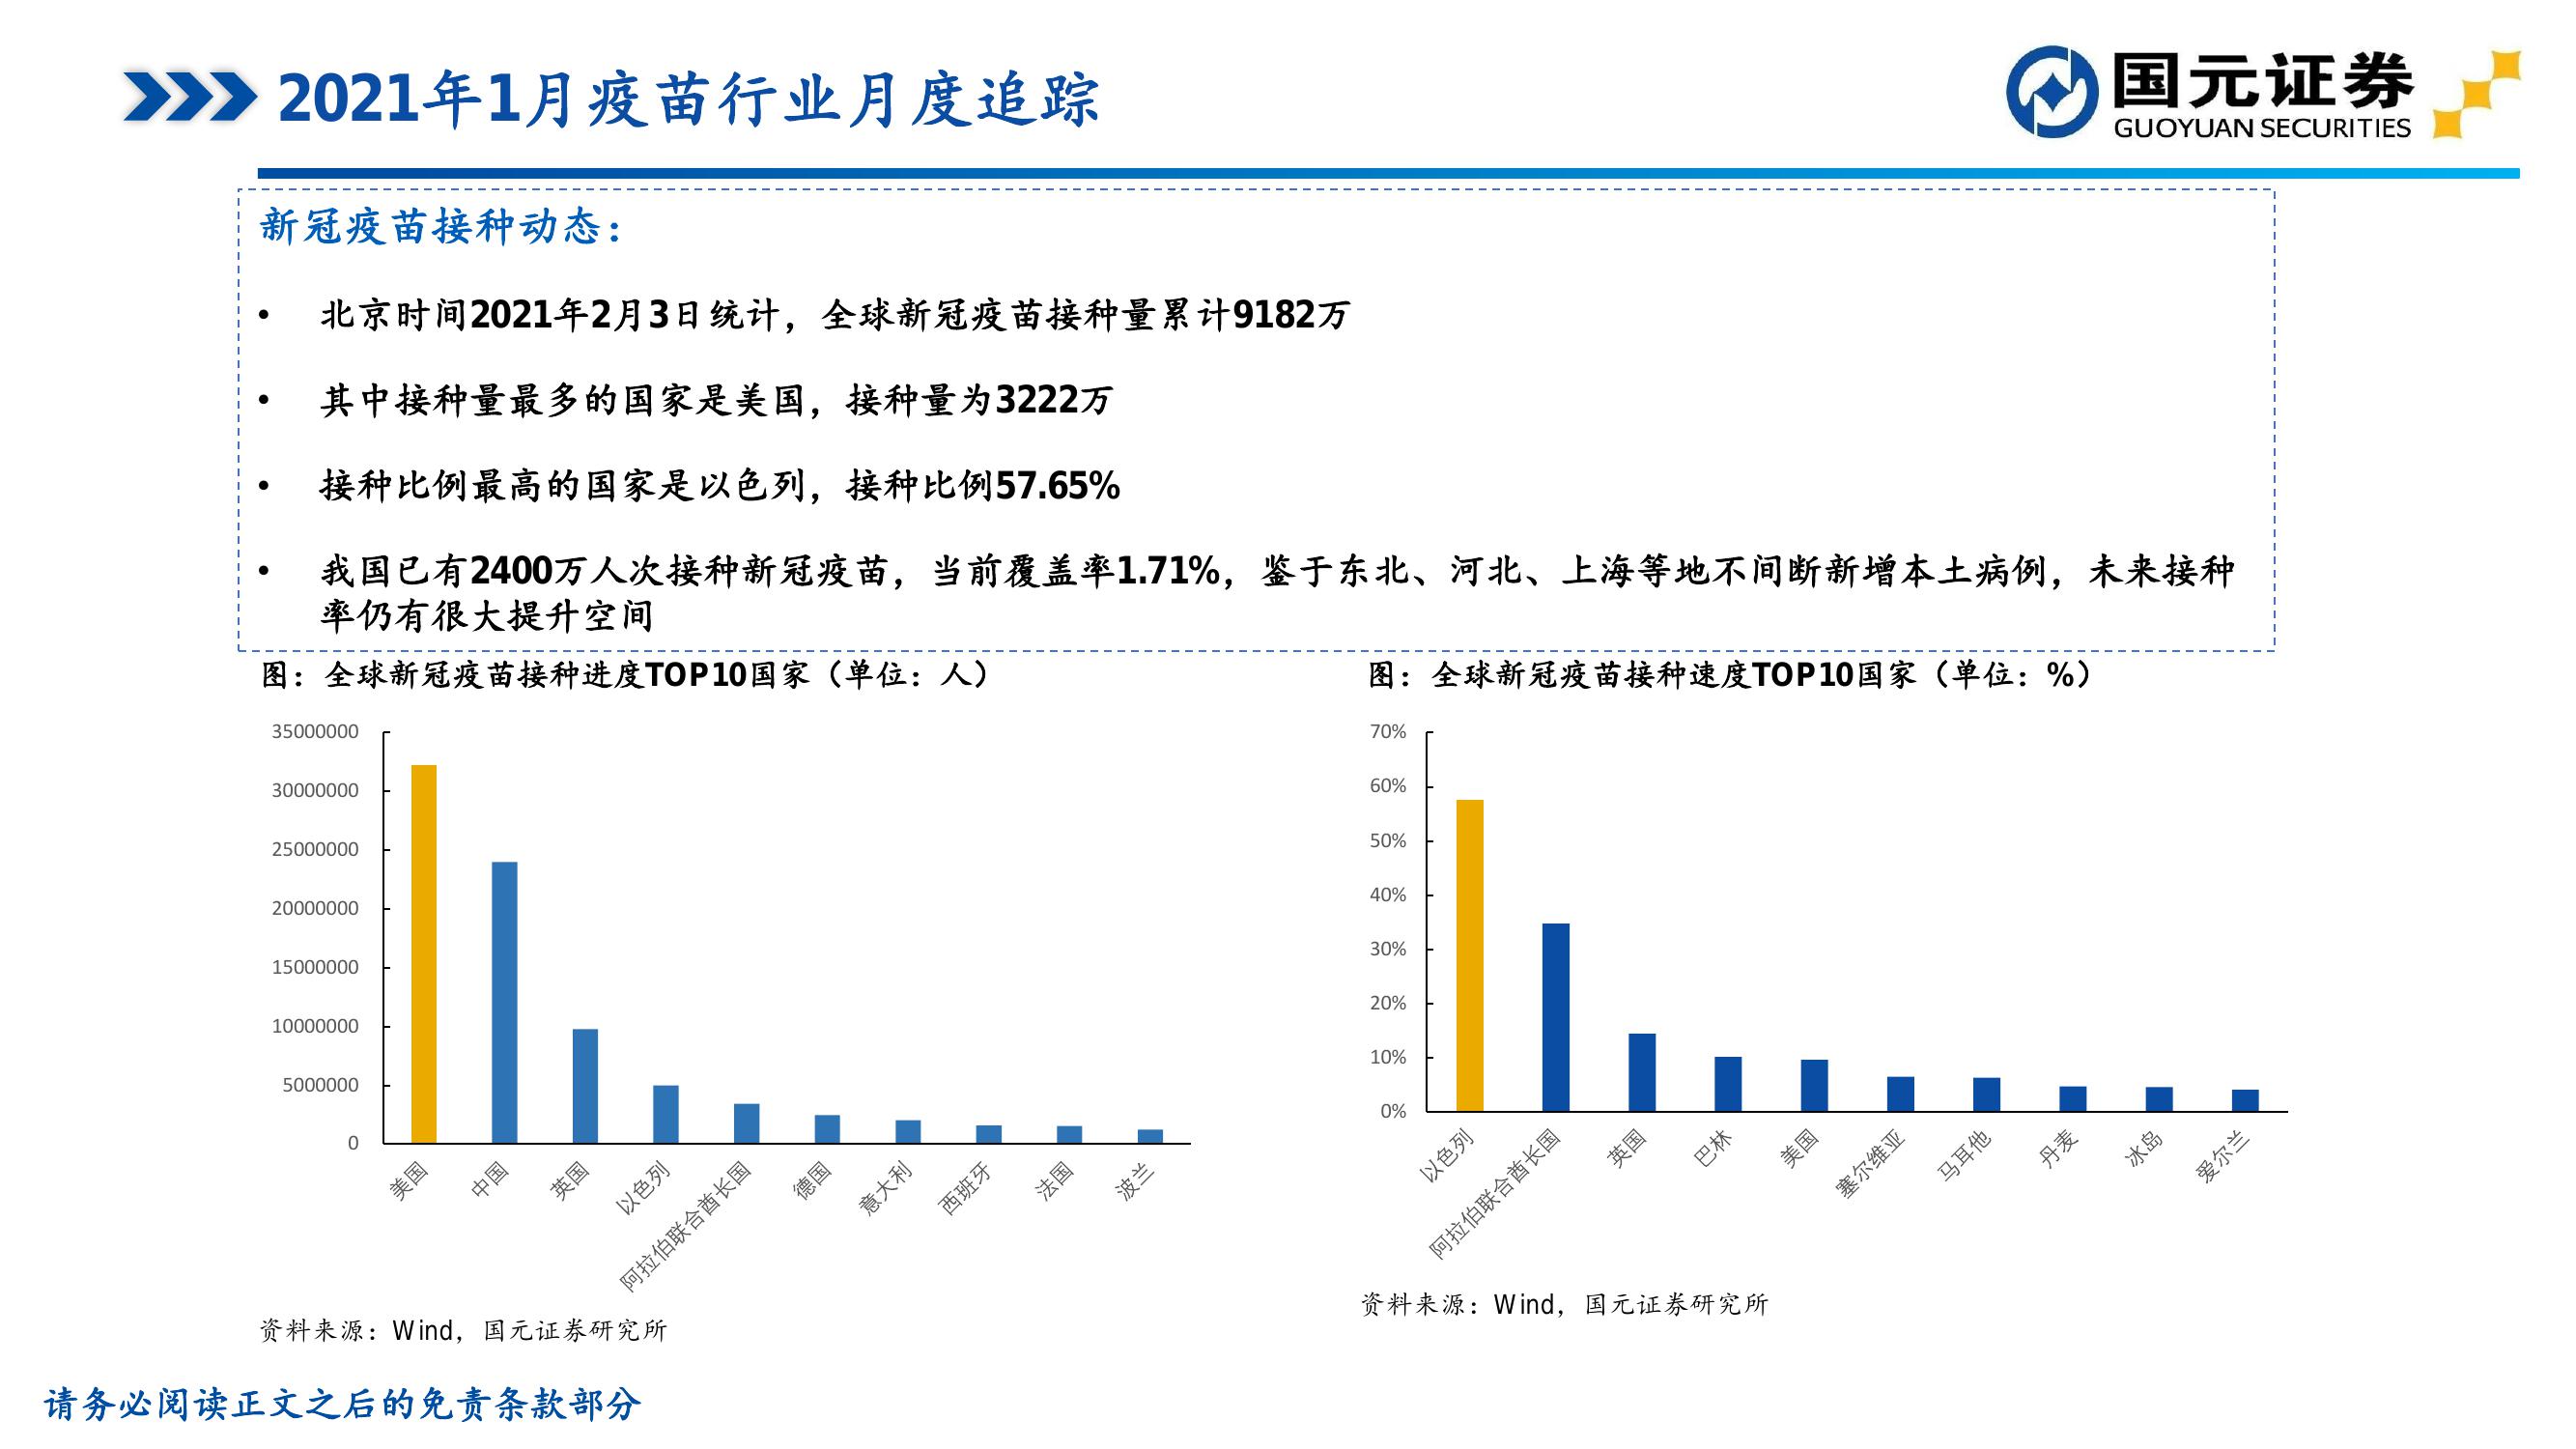 2021年1月疫苗行业月度追踪
国元证券
GUOYUAN SECURITIES
新冠疫苗接种动态：
• 北京时间2021年2月3日统计，全球新冠疫苗接种量累计9182万
• 其中接种量最多的国家是美国，接种量为3222万
• 接种比例最高的国家是以色列，接种比例57.65%
• 我国已有2400万人次接种新冠疫苗，当前覆盖率1.71%，鉴于东北、河北、上海等地不间断新增本土病例，未来接种
率仍有很大提升空间
图：全球新冠疫苗接种进度TOP10国家（单位：人）
35000000
30000000
25000000
20000000
15000000
10000000
5000000
0
美国
中国
英国
以色列
阿拉伯联合酋长国
德国
意大利
西班牙
法国
波兰
资料来源：Wind，国元证券研究所
图：全球新冠疫苗接种速度TOP10国家（单位：%）
70%
60%
50%
40%
30%
20%
10%
0%
以色列
阿拉伯联合酋长国
英国
巴林
美国
塞尔维亚
马耳他
丹麦
冰岛
爱尔兰
资料来源：Wind，国元证券研究所
请务必阅读正文之后的免责条款部分